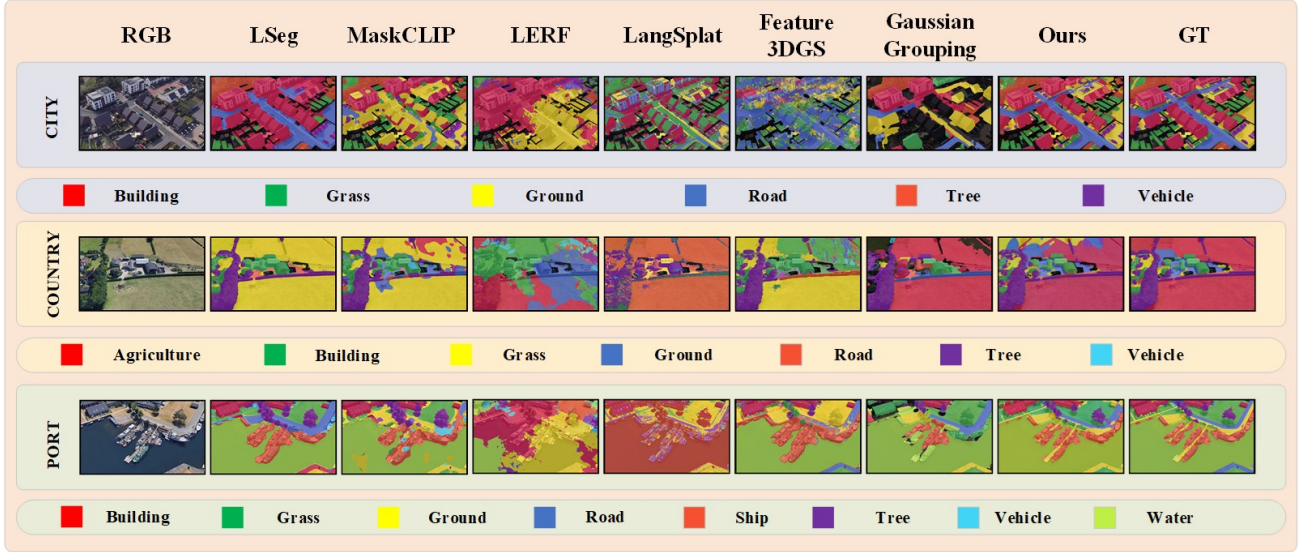 RGB LSeg MaskCLIP LERF LangSplat Feature 3DGS Gaussian Grouping Ours GT
CITY
Building Grass Ground Road Tree Vehicle
COUNTRY
Agriculture Building Grass Ground Road Tree Vehicle
PORT
Building Grass Ground Road Ship Tree Vehicle Water